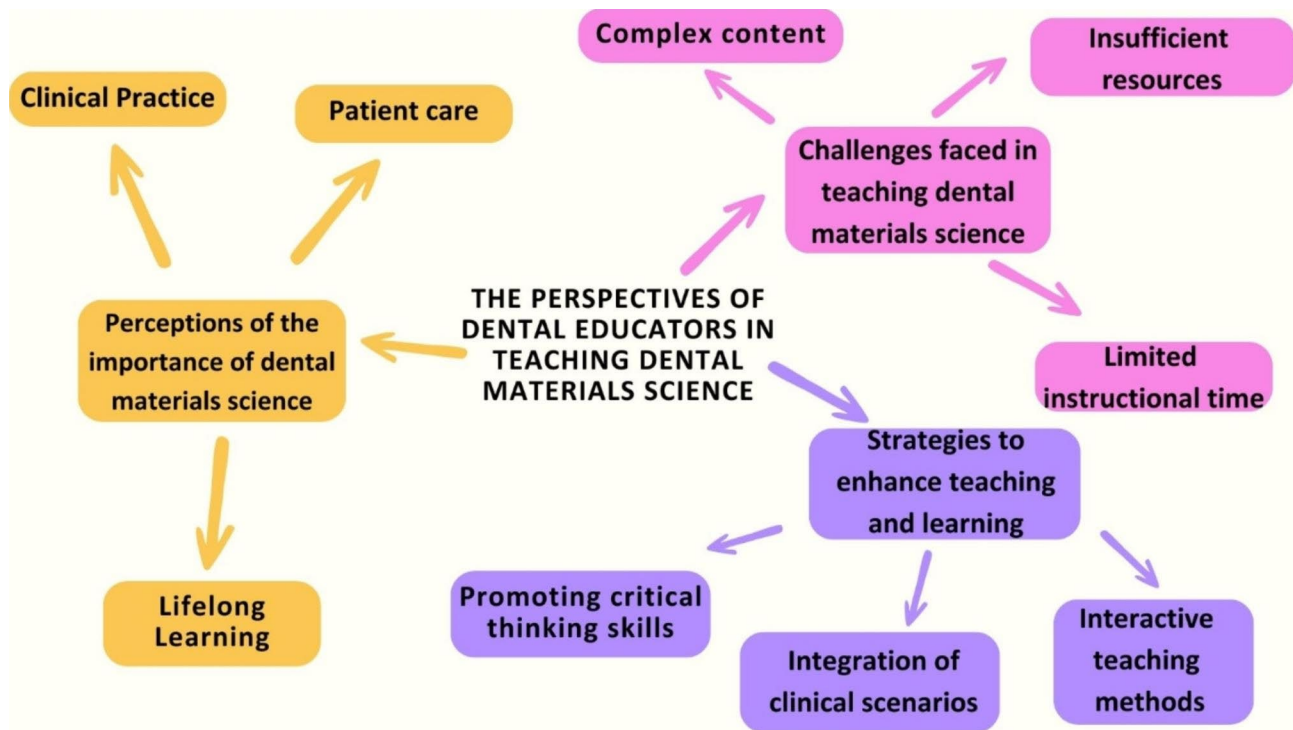 Complex content
Insufficient
resources
Clinical Practice
Patient care
Challenges faced in
teaching dental
materials science
THE PERSPECTIVES OF
DENTAL EDUCATORS IN
TEACHING DENTAL
MATERIALS SCIENCE
Perceptions of the
importance of dental
materials science
Limited
instructional time
Strategies to
enhance teaching
and learning
Lifelong
Learning
Promoting critical
thinking skills
Integration of
clinical scenarios
Interactive
teaching
methods